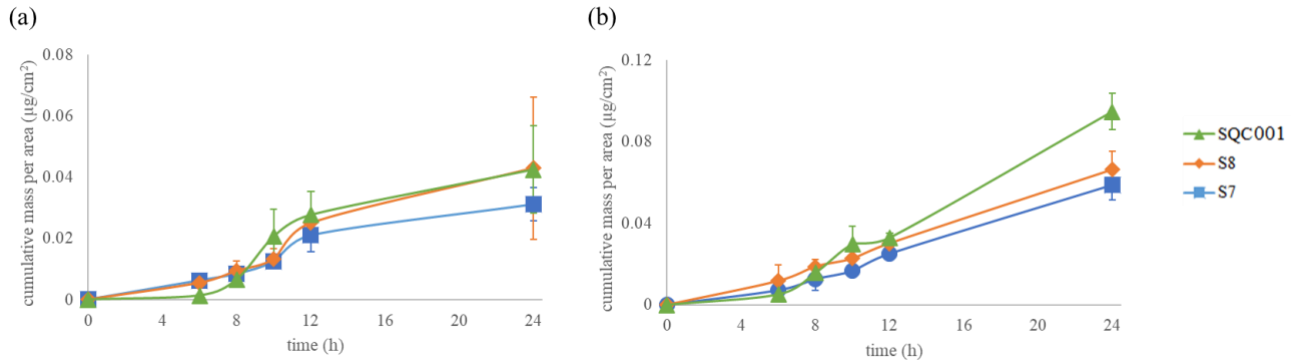 (a)
cumulative mass per area (µg/cm²)
0.08
0.06
0.04
0.02
0
0 4 8 12 16 20 24
time (h)
(b)
cumulative mass per area (µg/cm²)
0.12
0.08
0.04
0
0 4 8 12 16 20 24
time (h)
SQC001
S8
S7